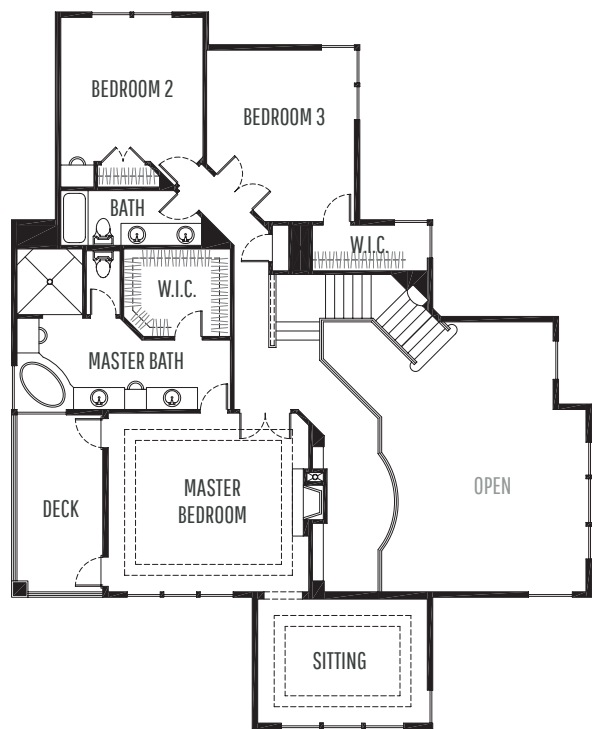 BEDROOM 2
BEDROOM 3
BATH
W.I.C.
W.I.C.
MASTER BATH
DECK
MASTER
BEDROOM
OPEN
SITTING